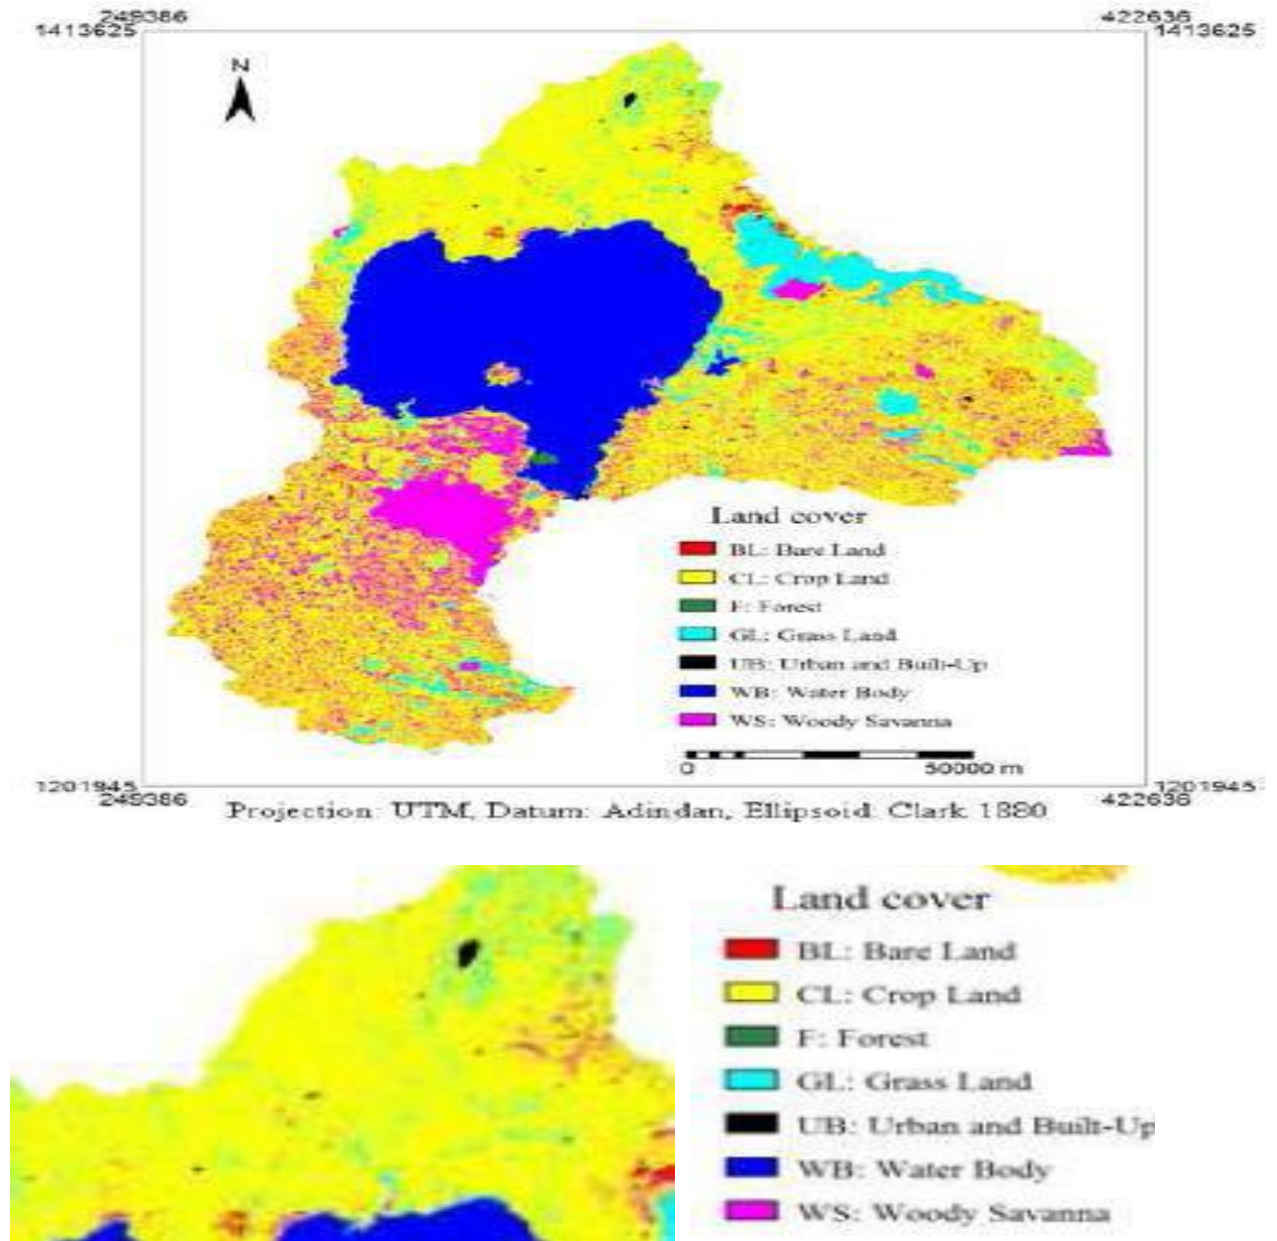 249386 422636
1413625 1413625
N
Land cover
BL: Bare Land
CL: Crop Land
F: Forest
GL: Grass Land
UB: Urban and Built-Up
WB: Water Body
WS: Woody Savanna
0 50000 m
1201945 1201945
249386 422636
Projection: UTM, Datum: Adindan, Ellipsoid: Clark 1880
Land cover
BL: Bare Land
CL: Crop Land
F: Forest
GL: Grass Land
UB: Urban and Built-Up
WB: Water Body
WS: Woody Savanna